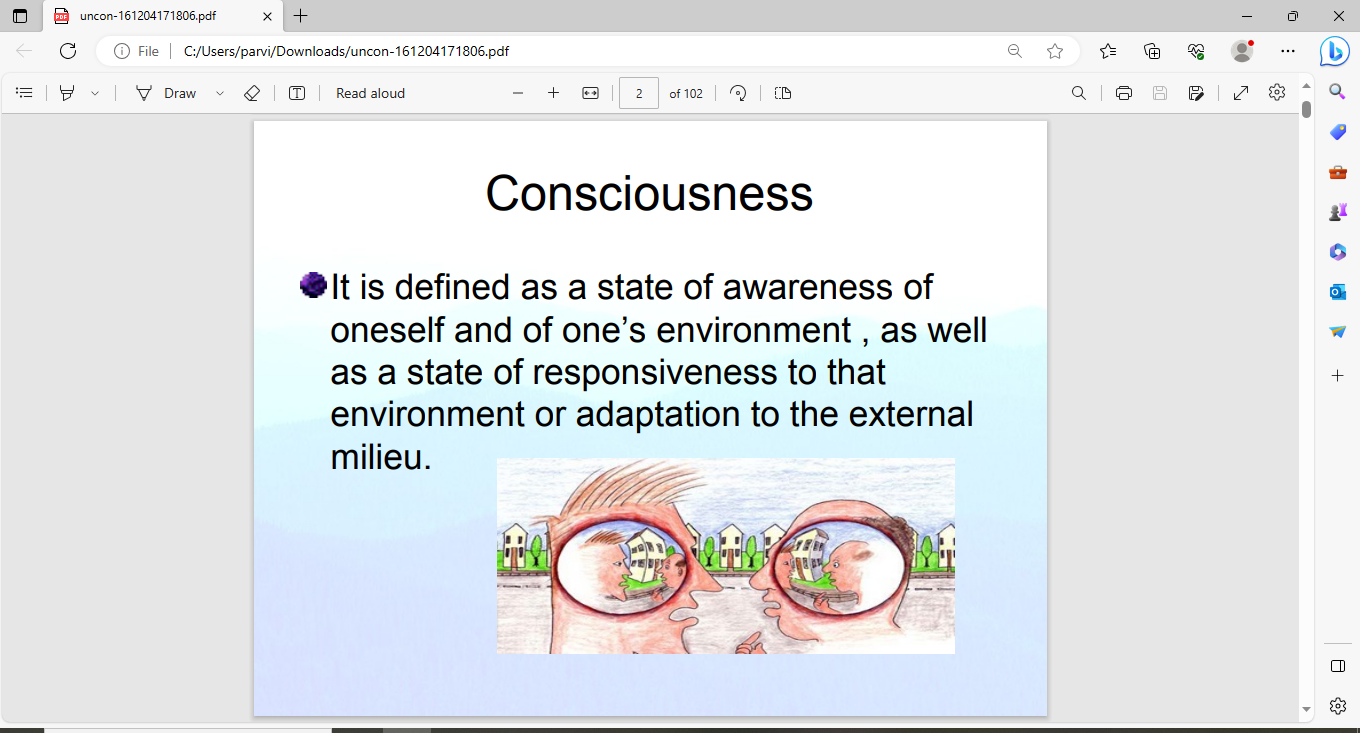 uncon-161204171806.pdf
File C:/Users/parvi/Downloads/uncon-161204171806.pdf
Draw Read aloud 2 of 102
Consciousness
It is defined as a state of awareness of
oneself and of one’s environment , as well
as a state of responsiveness to that
environment or adaptation to the external
milieu.